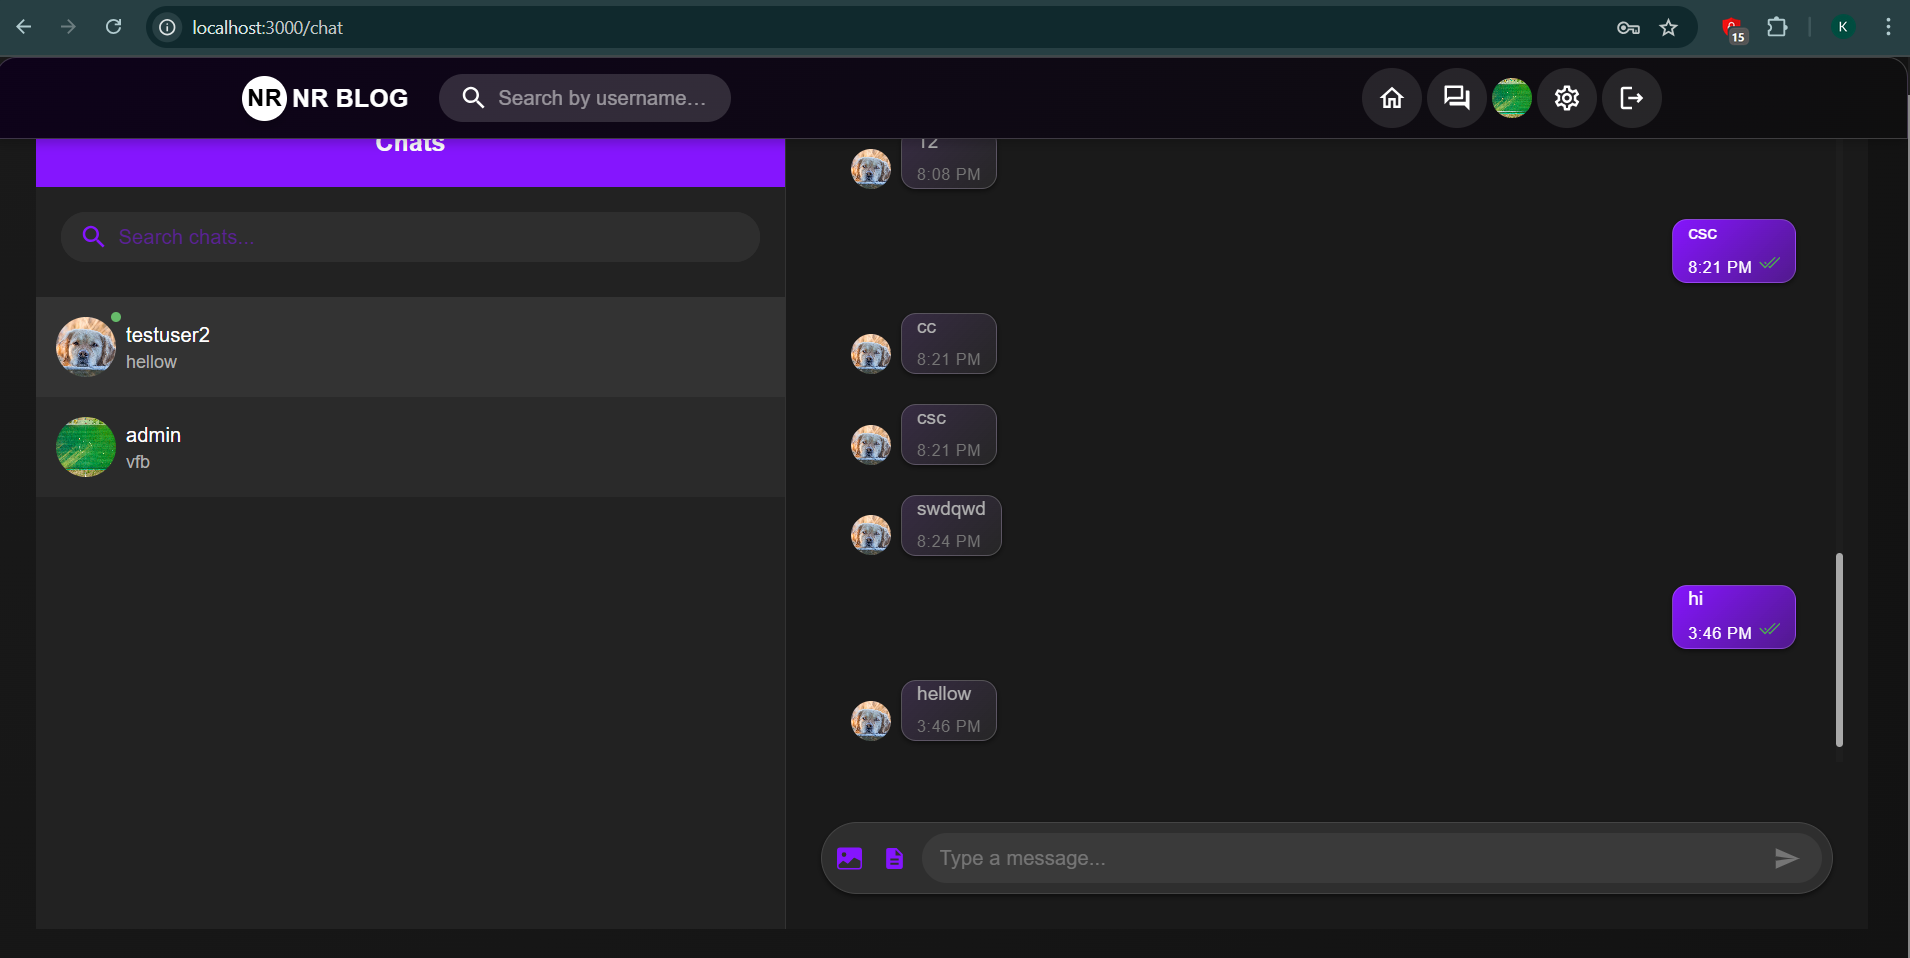 localhost:3000/chat
15
K
NR NR BLOG
Search by username...
Chats
Search chats...
testuser2
hellow
admin
vfb
12
8:08 PM
csc
8:21 PM
cc
8:21 PM
csc
8:21 PM
swdqwd
8:24 PM
hi
3:46 PM
hellow
3:46 PM
Type a message...